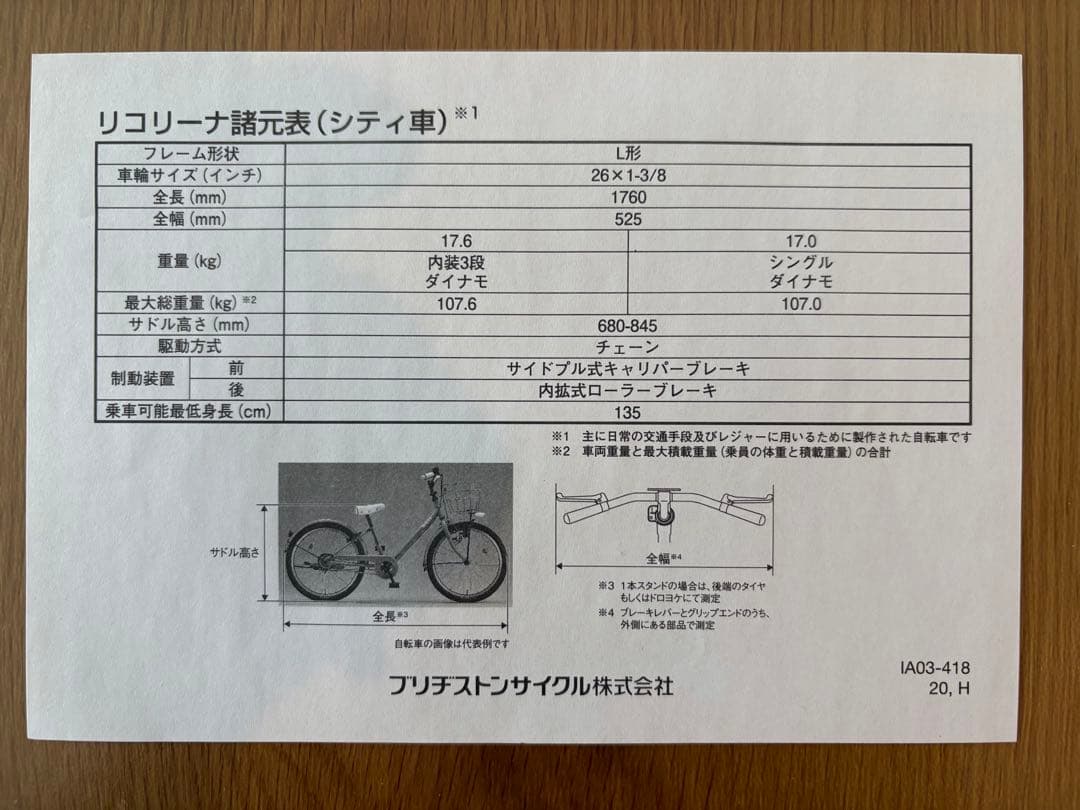 リコリーナ諸元表(シティ車)※1
フレーム形状 L形
車輪サイズ(インチ) 26×1-3/8
全長(mm) 1760
全幅(mm) 525
重量(kg) 17.6 17.0
内装3段 シングル
ダイナモ ダイナモ
最大総重量(kg)※2 107.6 107.0
サドル高さ(mm) 680-845
駆動方式 チェーン
制動装置 前 サイドプル式キャリパーブレーキ
後 内拡式ローラーブレーキ
乗車可能最低身長(cm) 135
※1 主に日常の交通手段及びレジャーに用いるために製作された自転車です
※2 車両重量と最大積載重量(乗員の体重と積載重量)の合計
サドル高さ
全長※3
自転車の画像は代表例です
全幅※4
※3 1本スタンドの場合は、後端のタイヤ
もしくはドロヨケにて測定
※4 ブレーキレバーとグリップエンドのうち、
外側にある部品で測定
ブリヂストンサイクル株式会社
IA03-418
20, H